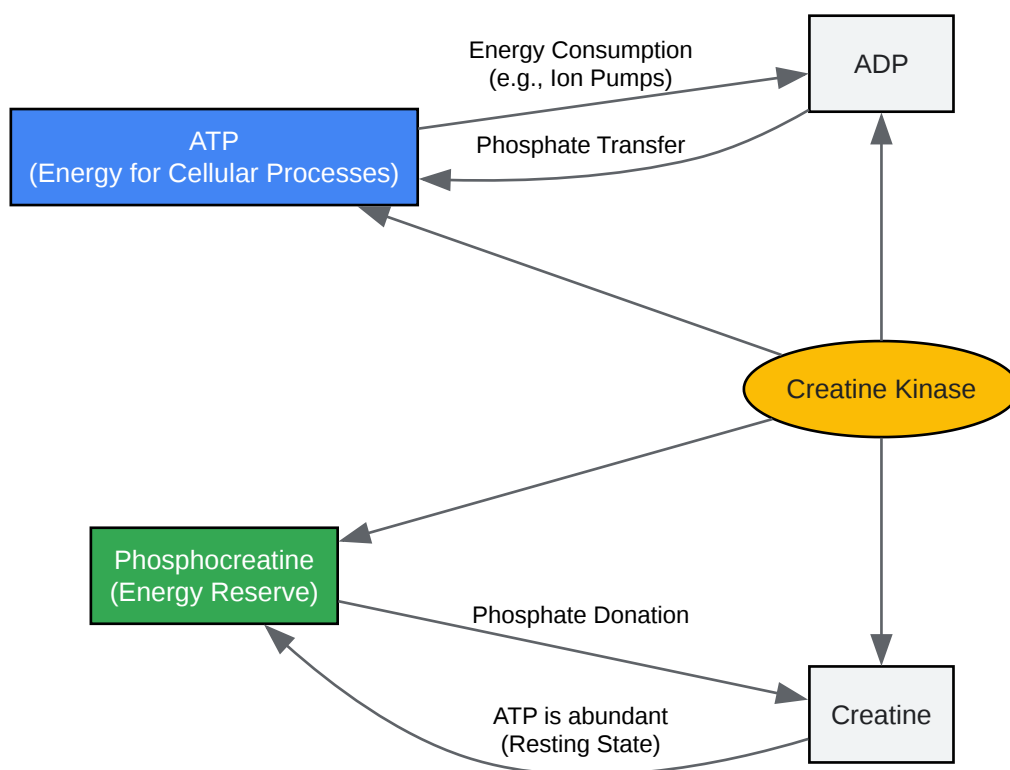 Energy Consumption
(e.g., Ion Pumps)
ADP
ATP
(Energy for Cellular Processes)
Phosphate Transfer
Creatine Kinase
Phosphocreatine
(Energy Reserve)
Phosphate Donation
ATP is abundant
(Resting State)
Creatine